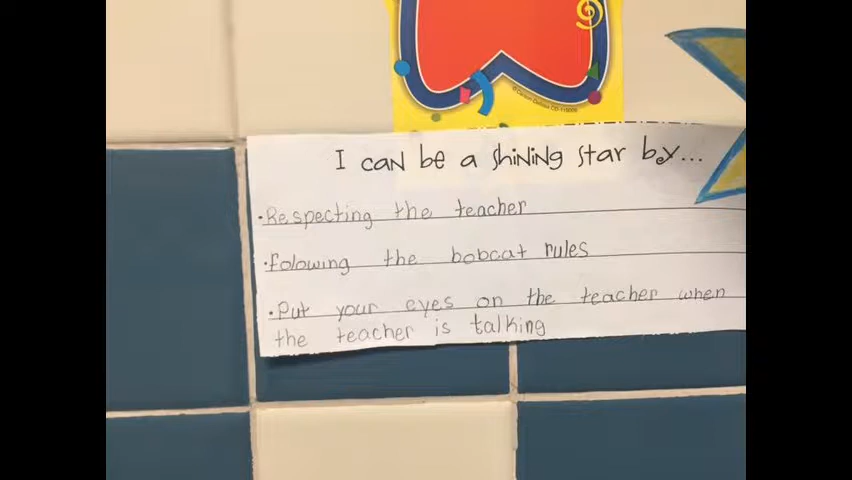 I can be a shining star by...
•Respecting the teacher
•folowing the bobcat rules
•Put your eyes on the teacher when
the teacher is talking